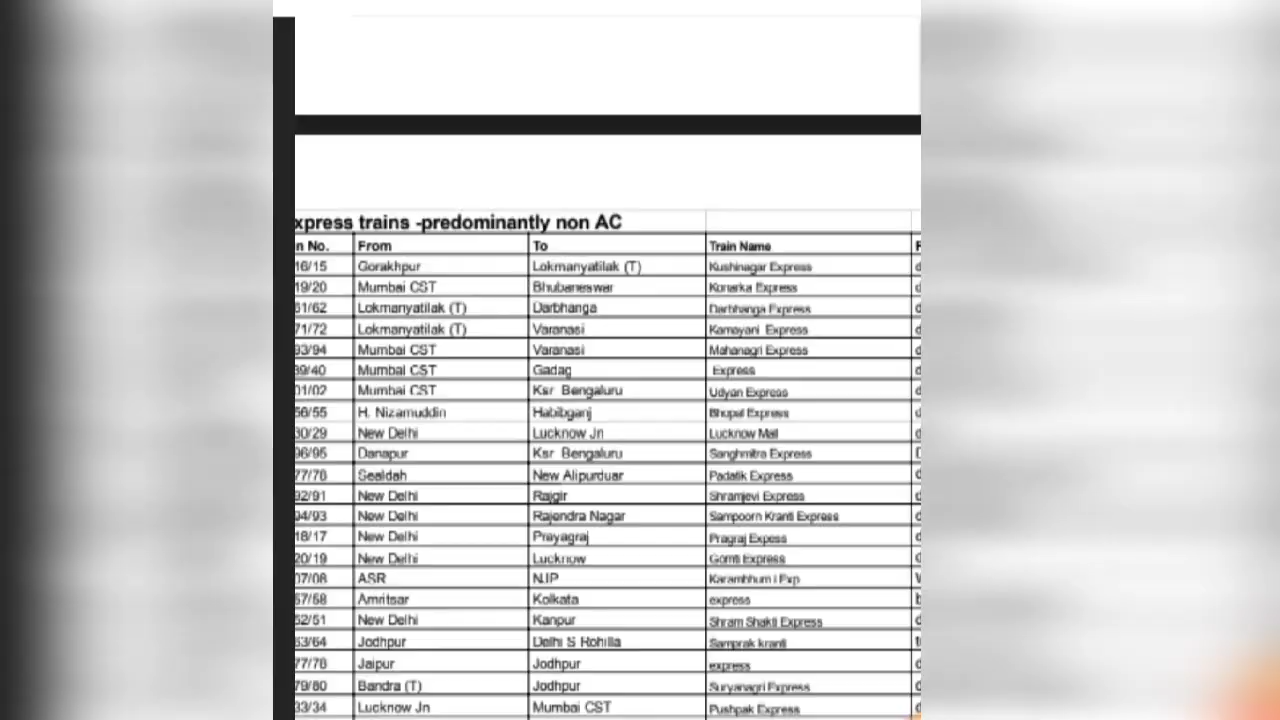 xpress trains -predominantly non AC
n No. From To Train Name F
16/15 Gorakhpur Lokmanyatilak (T) Kushinagar Express d
19/20 Mumbai CST Bhubaneswar Konarka Express d
61/62 Lokmanyatilak (T) Darbhanga Darbhanga Express d
71/72 Lokmanyatilak (T) Varanasi Kamayani Express d
93/94 Mumbai CST Varanasi Mahanagri Express d
39/40 Mumbai CST Gadag Express d
01/02 Mumbai CST Ksr Bengaluru Udyan Express d
56/55 H. Nizamuddin Habibganj Bhopal Express d
30/29 New Delhi Lucknow Jn Lucknow Mail d
96/95 Danapur Ksr Bengaluru Sanghmitra Express D
77/78 Sealdah New Alipurduar Padatik Express d
92/91 New Delhi Rajgir Shramjevi Express d
94/93 New Delhi Rajendra Nagar Sampoorn Kranti Express d
18/17 New Delhi Prayagraj Pragraj Expess d
20/19 New Delhi Lucknow Gomti Express d
07/08 ASR NJP Karambhum i Exp
57/58 Amritsar Kolkata express b
52/51 New Delhi Kanpur Shram Shakti Express d
63/64 Jodhpur Delhi S Rohilla Samprak kranti
77/78 Jaipur Jodhpur express d
79/80 Bandra (T) Jodhpur Suryanagri Express d
33/34 Lucknow Jn Mumbai CST Pushpak Express d